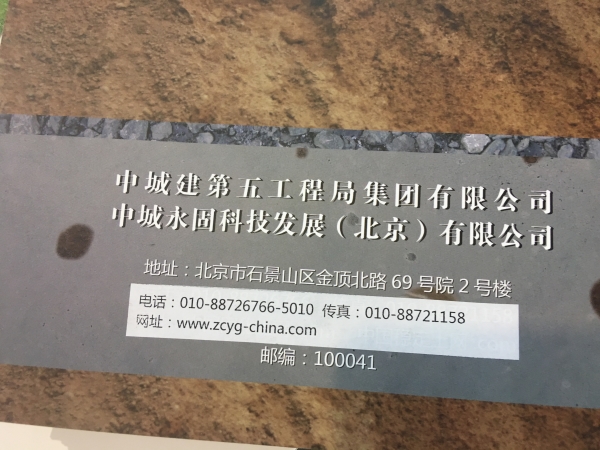 中城建第五工程局集团有限公司
中城永固科技发展（北京）有限公司
地址：北京市石景山区金顶北路 69 号院 2 号楼
电话：010-88726766-5010 传真：010-88721158
网址：www.zcyg-china.com
邮编：100041